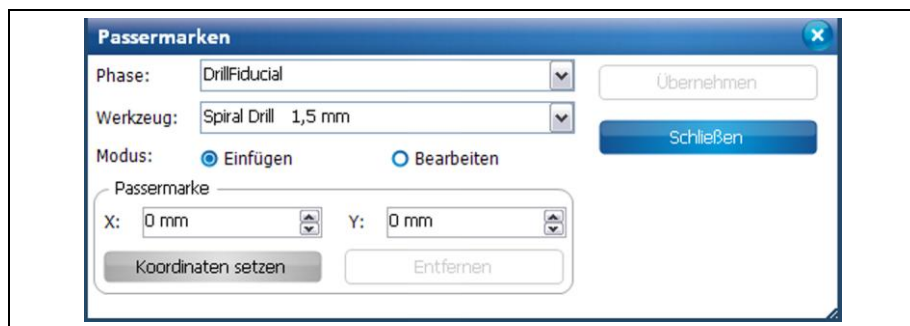 Passermarken
Phase: DrillFiducial Übernehmen
Werkzeug: Spiral Drill 1,5 mm Schließen
Modus: Einfügen Bearbeiten
Passermarke
X: 0 mm Y: 0 mm
Koordinaten setzen Entfernen